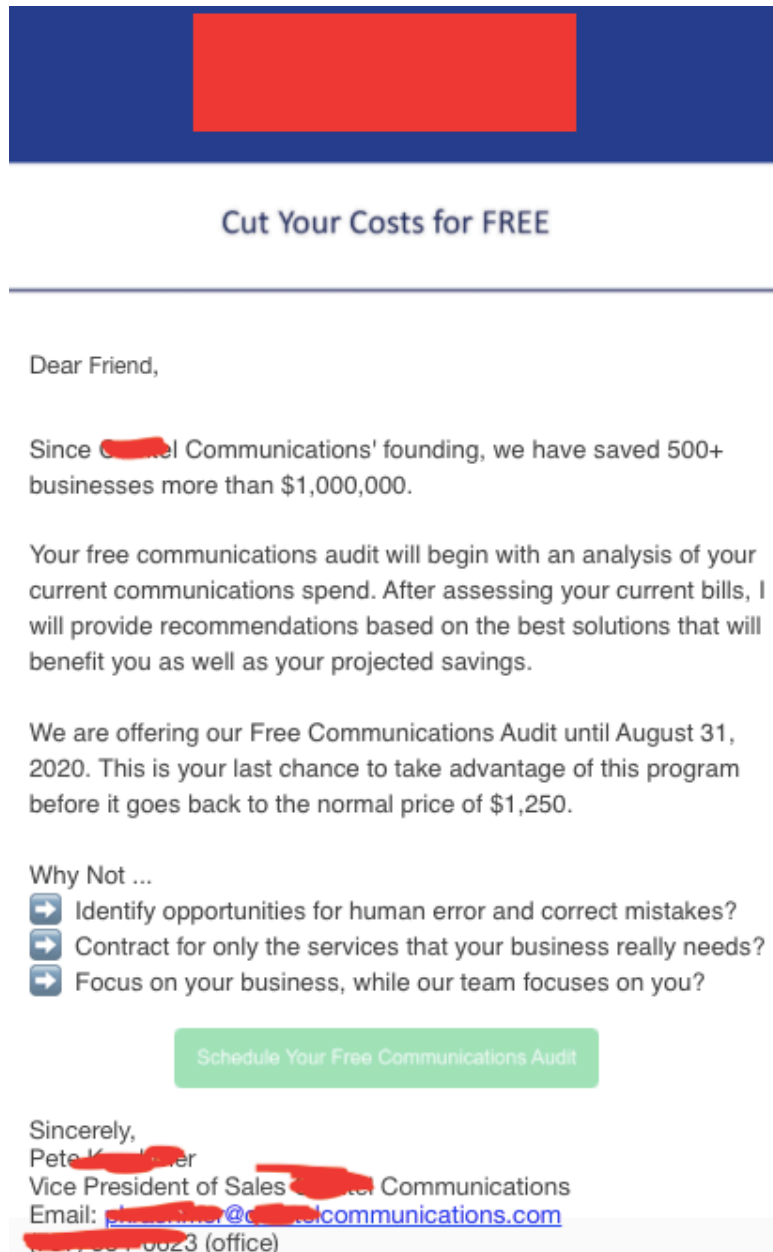 Cut Your Costs for FREE
Dear Friend,
Since Communications' founding, we have saved 500+
businesses more than $1,000,000.
Your free communications audit will begin with an analysis of your
current communications spend. After assessing your current bills, I
will provide recommendations based on the best solutions that will
benefit you as well as your projected savings.
We are offering our Free Communications Audit until August 31,
2020. This is your last chance to take advantage of this program
before it goes back to the normal price of $1,250.
Why Not ...
➡️ Identify opportunities for human error and correct mistakes?
➡️ Contract for only the services that your business really needs?
➡️ Focus on your business, while our team focuses on you?
Schedule Your Free Communications Audit
Sincerely,
Pete
Vice President of Sales Communications
Email:
(office)